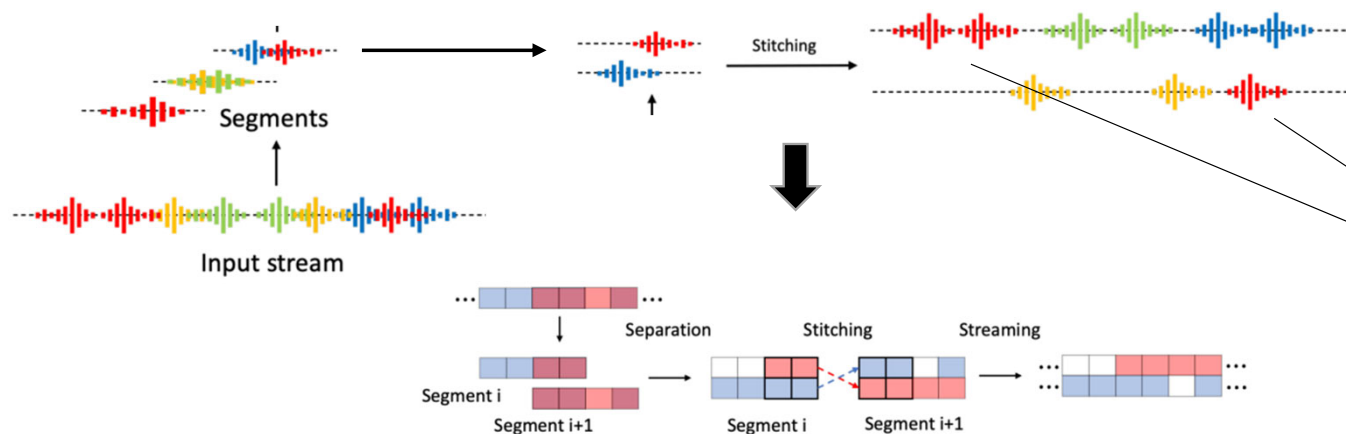 Stitching
Segments
Input stream
... ...
Separation
Stitching
Streaming
... ...
... ...
Segment i
Segment i+1
Segment i
Segment i+1